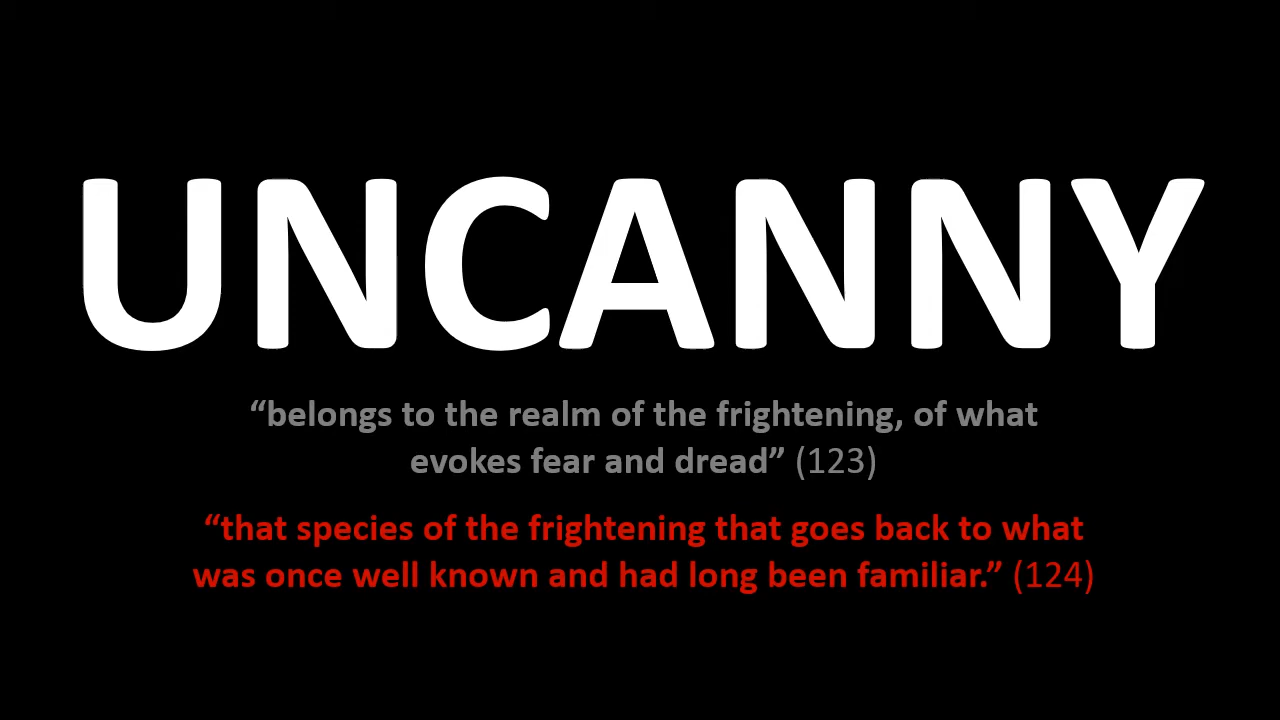 UNCANNY
“belongs to the realm of the frightening, of what
evokes fear and dread” (123)
“that species of the frightening that goes back to what
was once well known and had long been familiar.” (124)